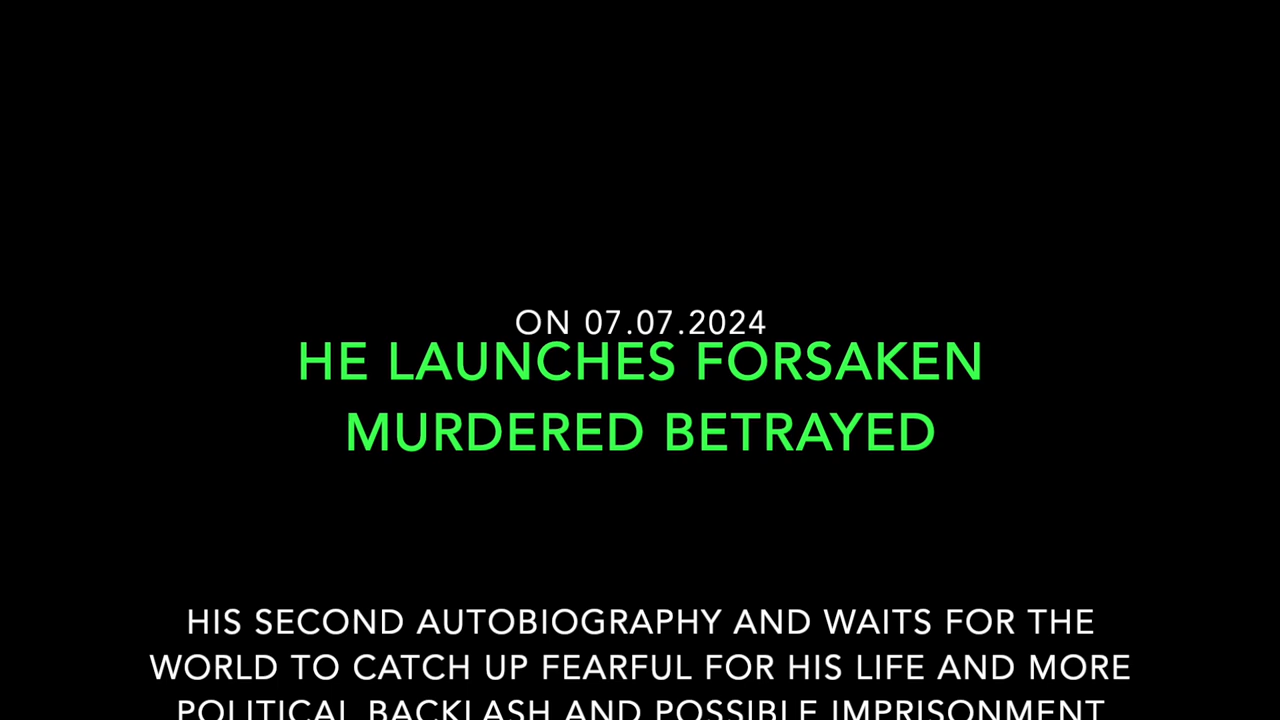 ON 07.07.2024
HE LAUNCHES FORSAKEN
MURDERED BETRAYED
HIS SECOND AUTOBIOGRAPHY AND WAITS FOR THE
WORLD TO CATCH UP FEARFUL FOR HIS LIFE AND MORE
POLITICAL BACKLASH AND POSSIBLE IMPRISONMENT